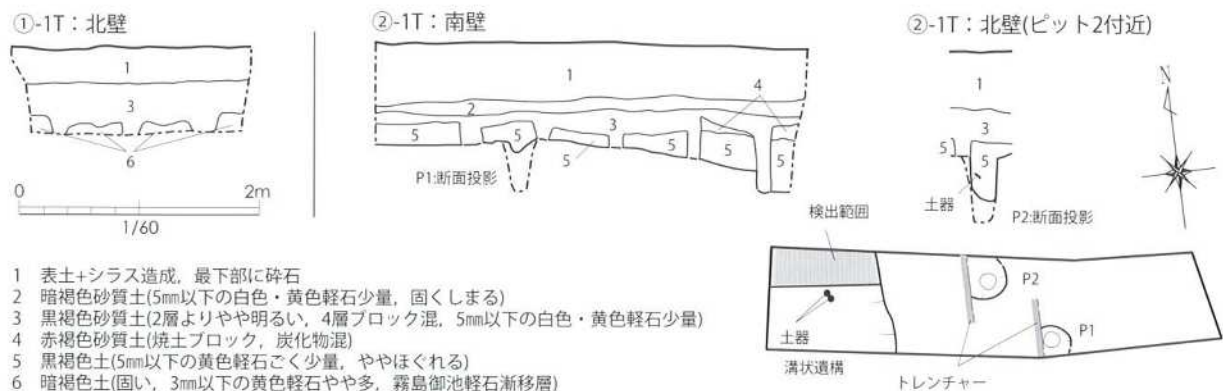 ①-1T：北壁
②-1T：南壁
②-1T：北壁(ピット2付近)
1
3
6
0
2m
1/60
1
2
3
4
5
5
5
5
5
5
P1:断面投影
1
3
5
5
土器
P2:断面投影
N
検出範囲
P2
P1
土器
溝状遺構
トレンチャー
1 表土+シラス造成，最下部に砕石
2 暗褐色砂質土(5㎜以下の白色・黄色軽石少量，固くしまる)
3 黒褐色砂質土(2層よりやや明るい，4層ブロック混，5㎜以下の白色・黄色軽石少量)
4 赤褐色砂質土(焼土ブロック，炭化物混)
5 黒褐色土(5㎜以下の黄色軽石ごく少量，ややほぐれる)
6 暗褐色土(固い，3㎜以下の黄色軽石やや多，霧島御池軽石漸移層)